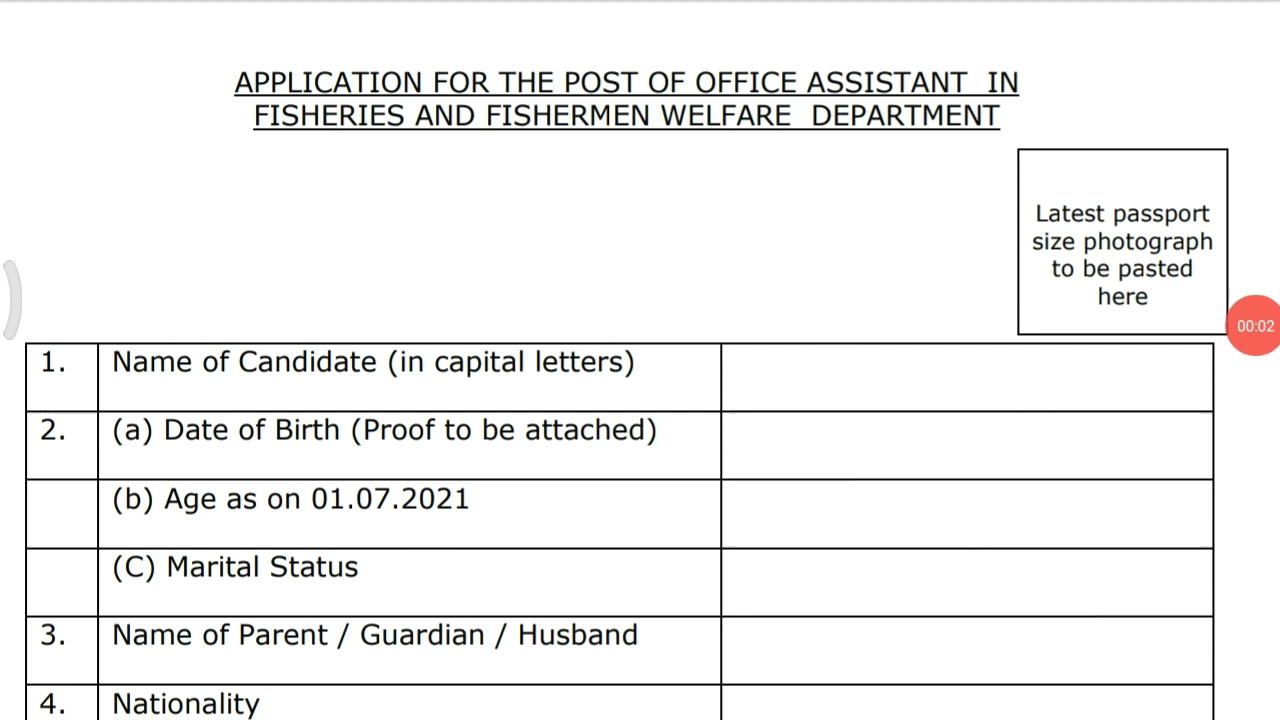 APPLICATION FOR THE POST OF OFFICE ASSISTANT IN
FISHERIES AND FISHERMEN WELFARE DEPARTMENT
Latest passport
size photograph
to be pasted
here
00:02
1. Name of Candidate (in capital letters)
2. (a) Date of Birth (Proof to be attached)
(b) Age as on 01.07.2021
(C) Marital Status
3. Name of Parent / Guardian / Husband
4. Nationality